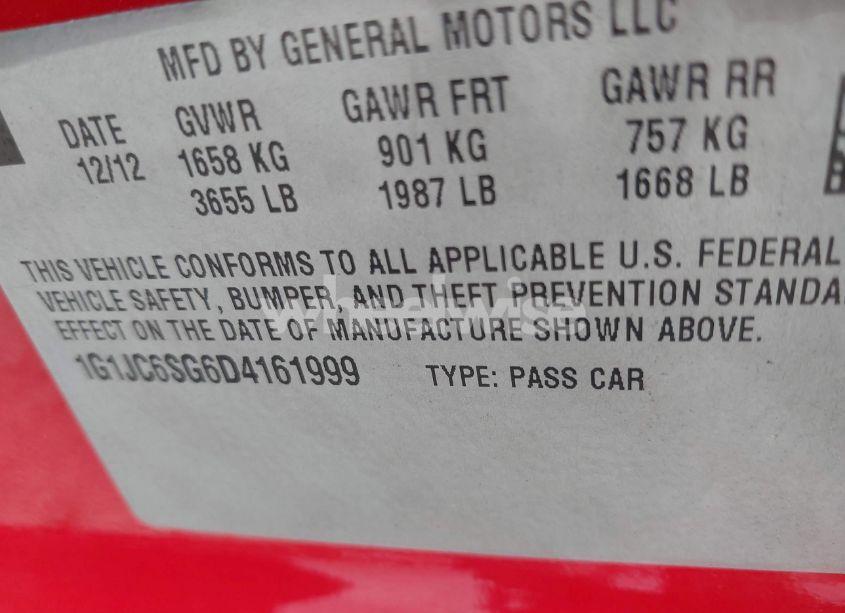 MFD BY GENERAL MOTORS LLC
DATE GVWR GAWR FRT GAWR RR
12/12 1658 KG 901 KG 757 KG
3655 LB 1987 LB 1668 LB
THIS VEHICLE CONFORMS TO ALL APPLICABLE U.S. FEDERAL
VEHICLE SAFETY, BUMPER, AND THEFT PREVENTION STANDA
EFFECT ON THE DATE OF MANUFACTURE SHOWN ABOVE.
1G1JC6SG6D4161999 TYPE: PASS CAR
wheelwise